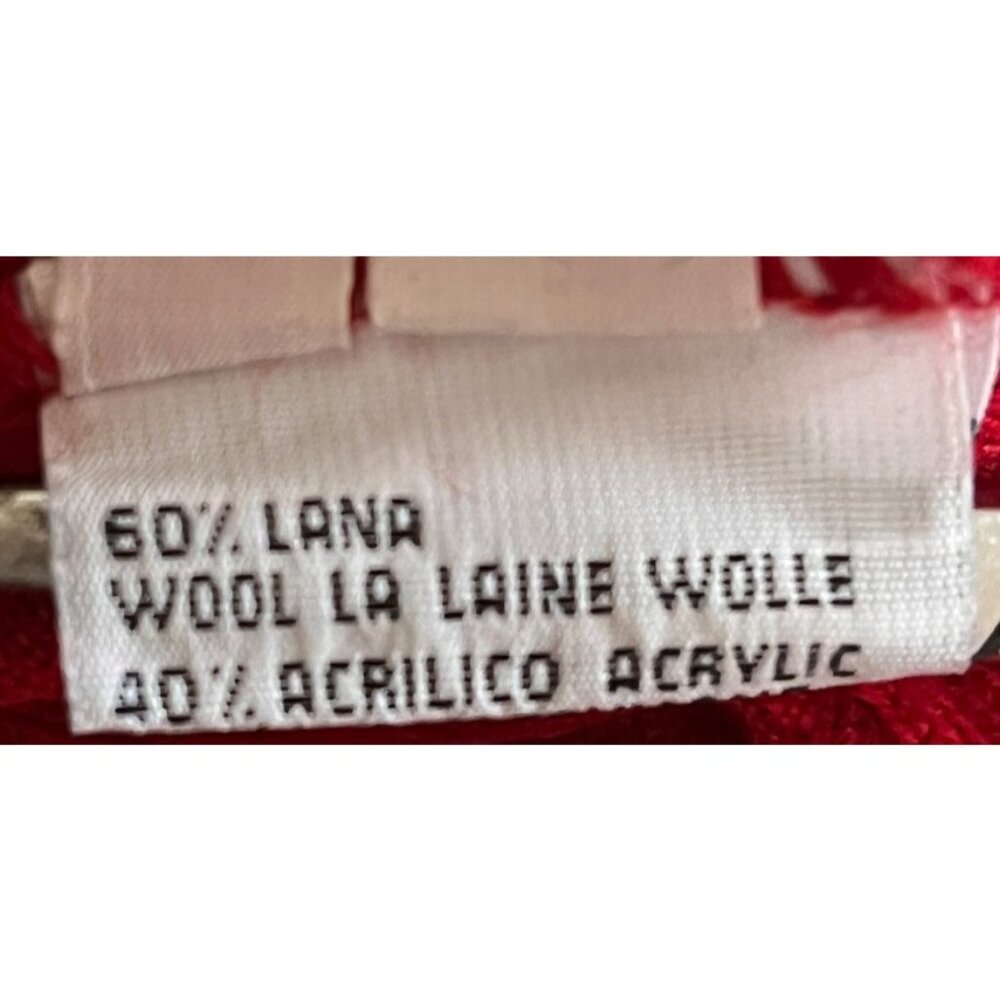 60% LANA
WOOL LA LAINE WOLLE
40% ACRILICO ACRYLIC